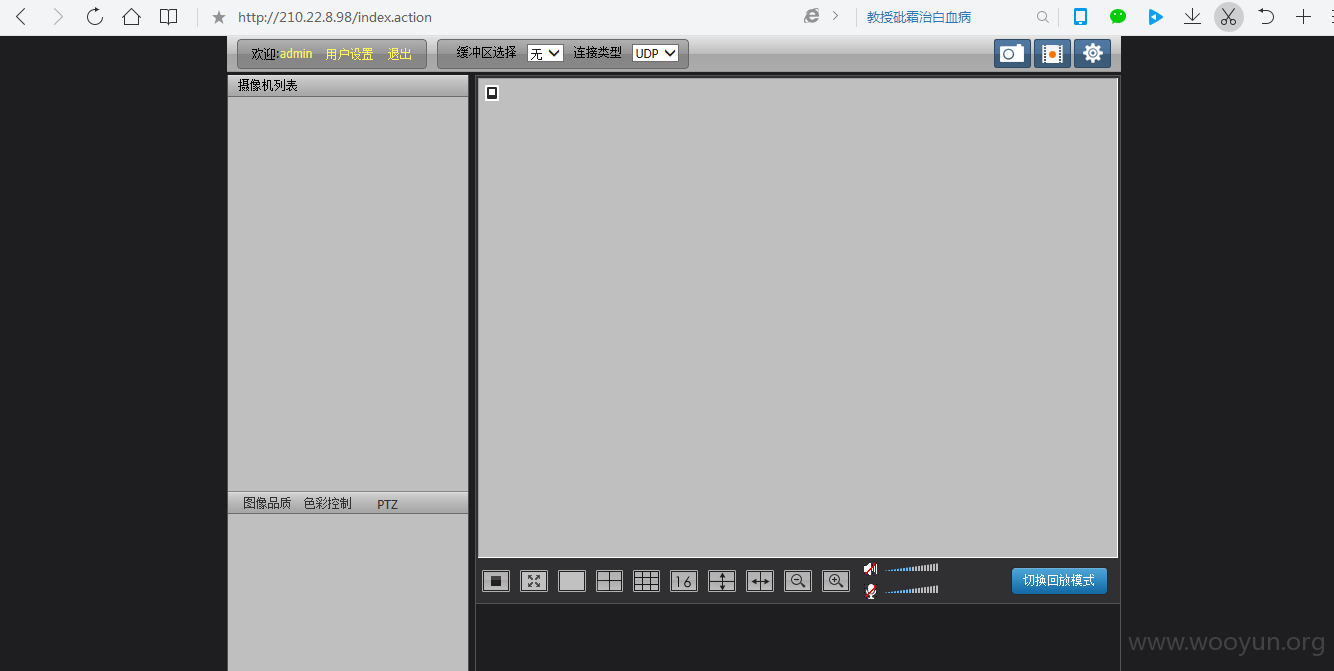 http://210.22.8.98/index.action
教授砒霜治白血病
欢迎:admin 用户设置 退出 缓冲区选择 无 连接类型 UDP
摄像机列表
图像品质 色彩控制 PTZ
16
切换回放模式
www.wooyun.org